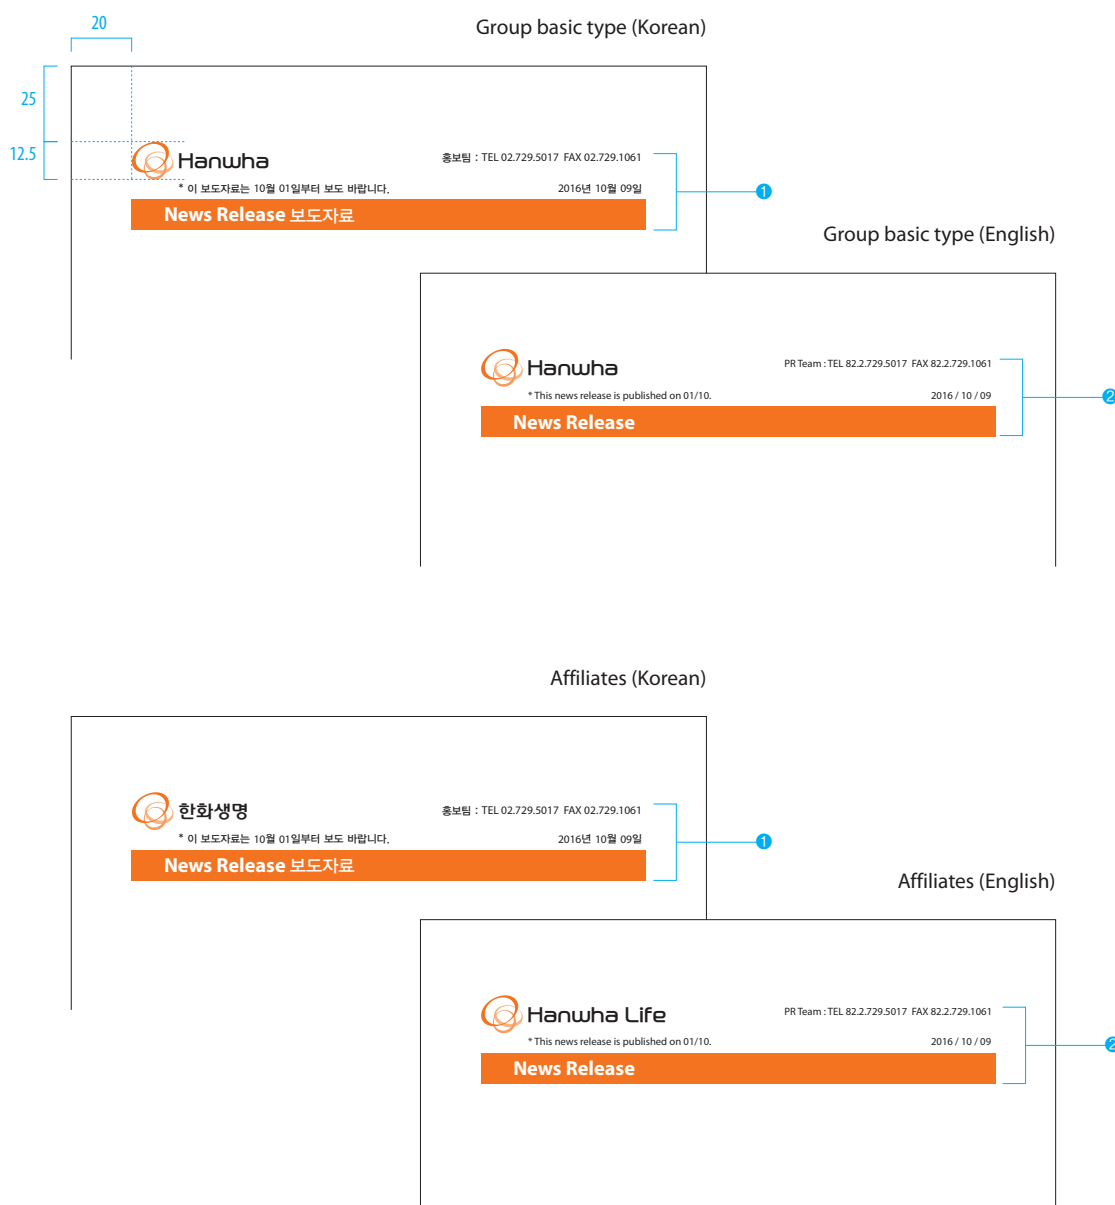 20
Group basic type (Korean)
25
12.5
Hanwha
홍보팀 : TEL 02.729.5017 FAX 02.729.1061
* 이 보도자료는 10월 01일부터 보도 바랍니다.
2016년 10월 09일
1
News Release 보도자료
Group basic type (English)
Hanwha
PR Team : TEL 82.2.729.5017 FAX 82.2.729.1061
* This news release is published on 01/10.
2016 / 10 / 09
2
News Release
Affiliates (Korean)
한화생명
홍보팀 : TEL 02.729.5017 FAX 02.729.1061
* 이 보도자료는 10월 01일부터 보도 바랍니다.
2016년 10월 09일
1
News Release 보도자료
Affiliates (English)
Hanwha Life
PR Team : TEL 82.2.729.5017 FAX 82.2.729.1061
* This news release is published on 01/10.
2016 / 10 / 09
2
News Release